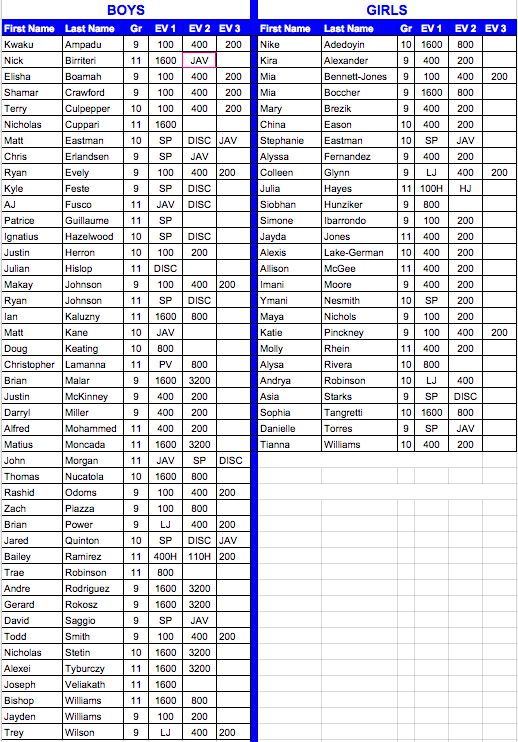 BOYS GIRLS
First Name Last Name Gr EV 1 EV 2 EV 3 First Name Last Name Gr EV 1 EV 2 EV 3
Kwaku Ampadu 9 100 400 200 Nike Adedoyin 10 1600 800
Nick Birriteri 11 1600 JAV Kira Alexander 9 400 200
Elisha Boamah 9 100 400 200 Mia Bennett-Jones 9 100 400 200
Shamar Crawford 9 100 400 200 Mia Boccher 9 1600 800
Terry Culpepper 10 100 400 200 Mary Brezik 9 400 200
Nicholas Cuppari 11 1600 China Eason 10 400 200
Matt Eastman 10 SP DISC JAV Stephanie Eastman 10 SP JAV
Chris Erlandsen 9 SP JAV Alyssa Fernandez 9 400 200
Ryan Evely 9 100 400 200 Colleen Glynn 9 LJ 400 200
Kyle Feste 9 SP DISC Julia Hayes 11 100H HJ
AJ Fusco 11 JAV DISC Siobhan Hunziker 9 800
Patrice Guillaume 11 SP Simone Ibarrondo 9 100 200
Ignatius Hazelwood 10 SP DISC Jayda Jones 11 400 200
Justin Herron 10 100 200 Alexis Lake-German 10 400 200
Julian Hislop 11 DISC Allison McGee 11 400 200
Makay Johnson 9 100 400 200 Imani Moore 9 400 200
Ryan Johnson 11 SP DISC Ymani Nesmith 10 SP 200
Ian Kaluzny 11 1600 800 Maya Nichols 9 100 200
Matt Kane 10 JAV Katie Pinckney 9 100 400 200
Doug Keating 10 800 Molly Rhein 11 400 200
Christopher Lamanna 11 PV 800 Alysa Rivera 10 800
Brian Malar 9 1600 3200 Andrya Robinson 10 LJ 400
Justin McKinney 9 400 200 Asia Starks 9 SP DISC
Darryl Miller 9 400 200 Sophia Tangretti 10 1600 800
Alfred Mohammed 11 400 200 Danielle Torres 9 SP JAV
Matius Moncada 11 1600 3200 Tianna Williams 10 400 200
John Morgan 11 JAV SP DISC
Thomas Nucatola 10 1600 800
Rashid Odoms 9 100 400 200
Zach Piazza 9 100 800
Brian Power 9 LJ 400 200
Jared Quinton 10 SP DISC JAV
Bailey Ramirez 11 400H 110H 200
Trae Robinson 11 800
Andre Rodriguez 9 1600 3200
Gerard Rokosz 9 1600 3200
David Saggio 9 SP JAV
Todd Smith 9 100 400 200
Nicholas Stetin 10 1600 3200
Alexei Tyburczy 11 1600 3200
Joseph Veliakath 11 1600
Bishop Williams 11 1600 800
Jayden Williams 9 100 200
Trey Wilson 9 LJ 400 200